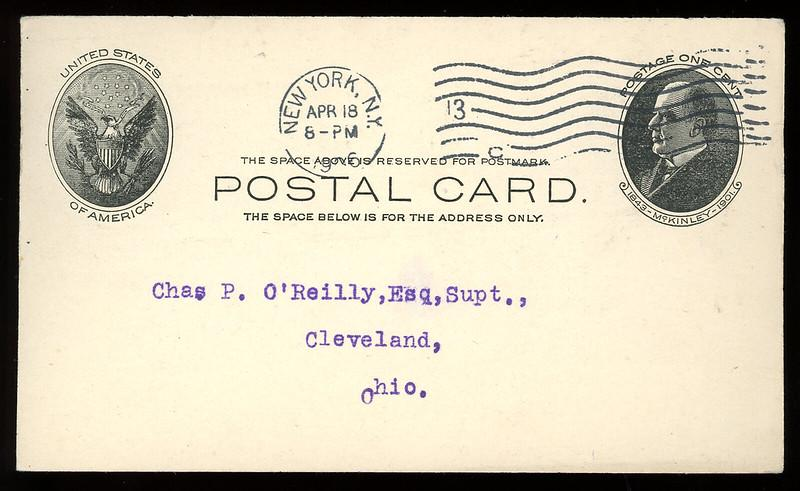 UNITED STATES
OF AMERICA.
NEW YORK, N.Y.
APR 18
8-PM
1906
13
C
POSTAGE ONE CENT
1843-McKINLEY-1901
THE SPACE ABOVE IS RESERVED FOR POSTMARK.
POSTAL CARD.
THE SPACE BELOW IS FOR THE ADDRESS ONLY.
Chas P. O'Reilly,Esq,Supt.,
Cleveland,
Ohio.